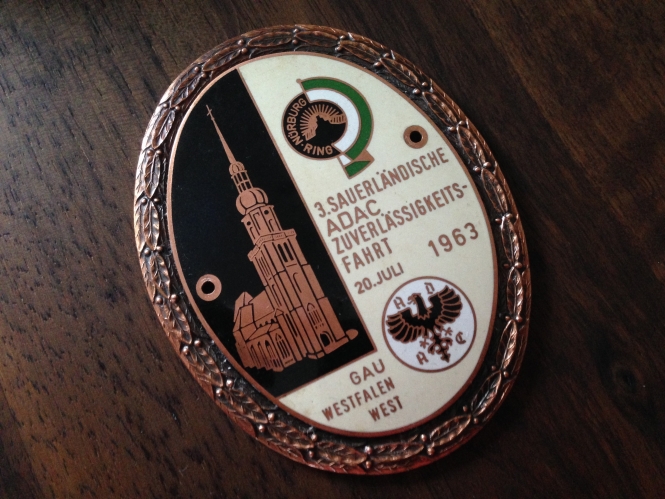 NÜRBURG
RING
3. SAUERLÄNDISCHE
ADAC
ZUVERLÄSSIGKEITS-
FAHRT 1963
20. JULI
A D
A C
GAU
WESTFALEN
WEST